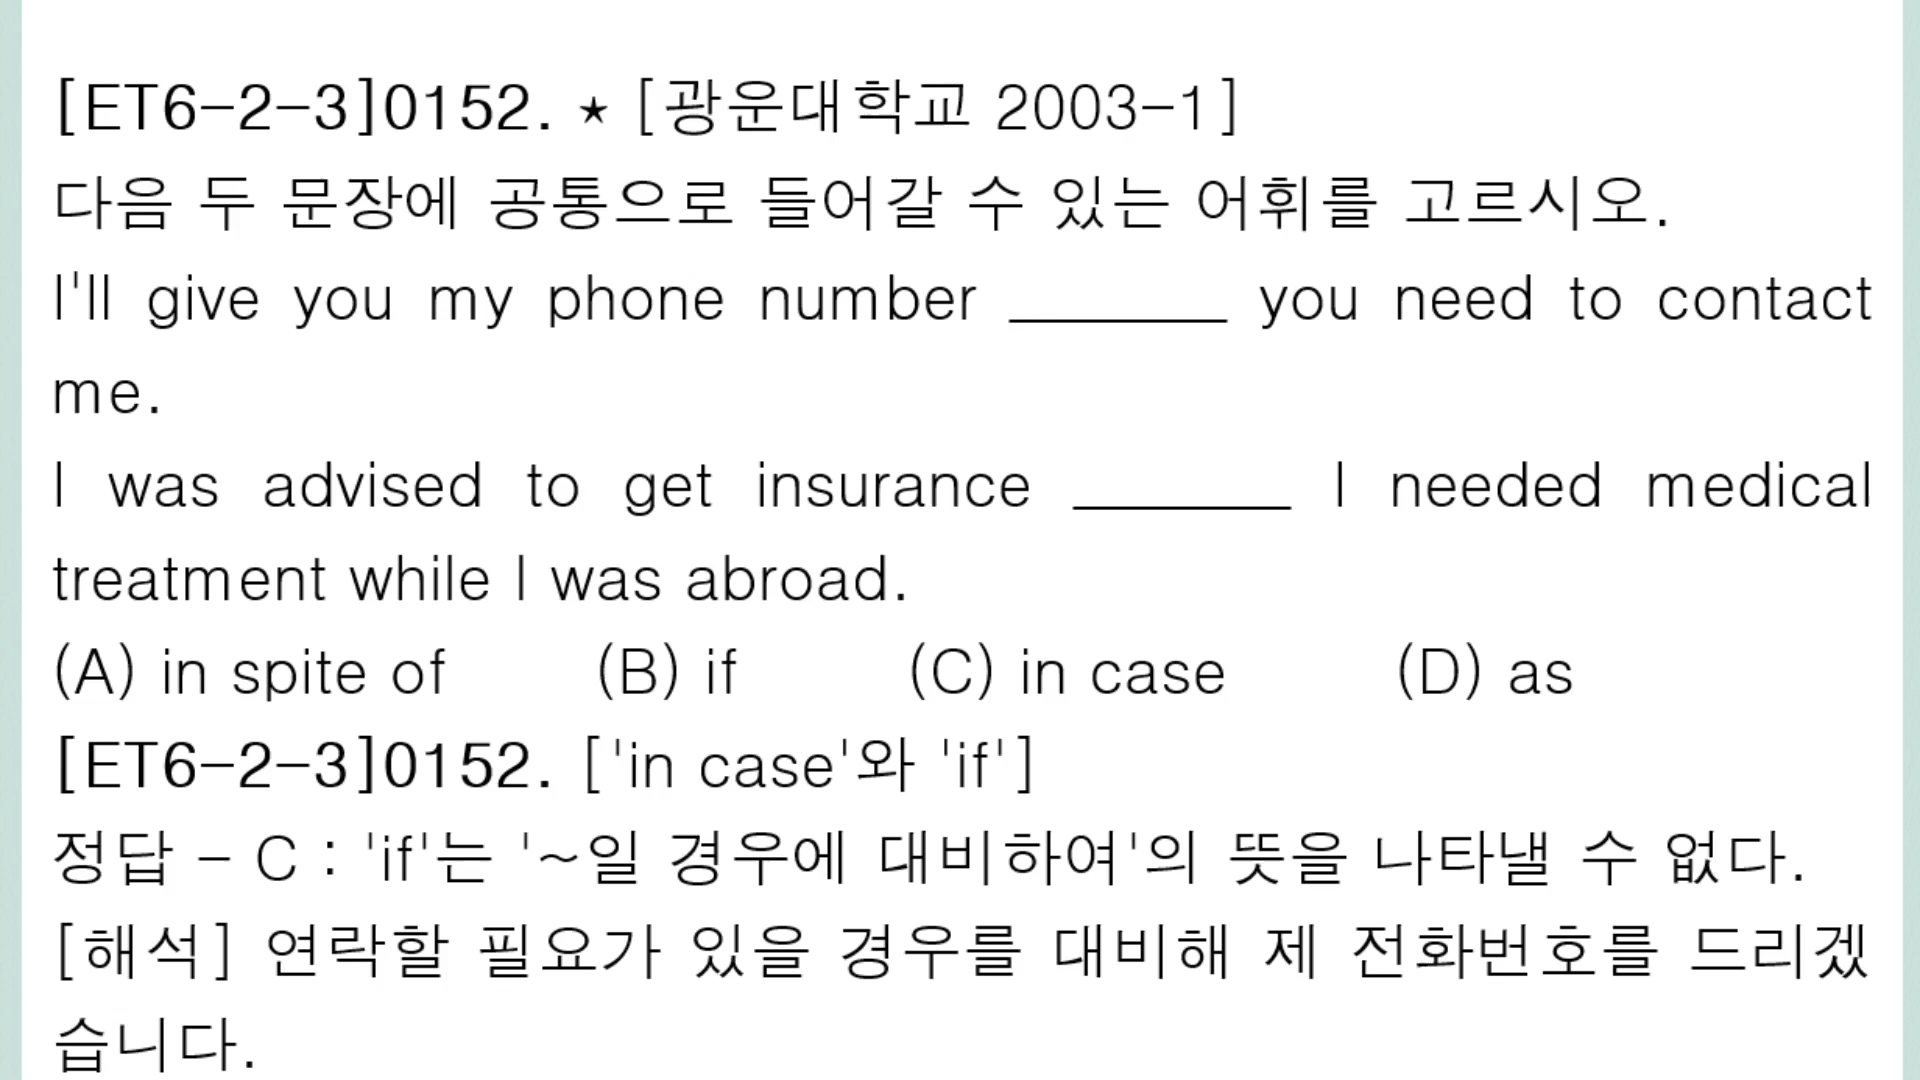 [ET6-2-3]0152. ★ [광운대학교 2003-1]
다음 두 문장에 공통으로 들어갈 수 있는 어휘를 고르시오.
I'll give you my phone number _______ you need to contact
me.
I was advised to get insurance _______ I needed medical
treatment while I was abroad.
(A) in spite of (B) if (C) in case (D) as
[ET6-2-3]0152. ['in case'와 'if']
정답 - C : 'if'는 '~일 경우에 대비하여'의 뜻을 나타낼 수 없다.
[해석] 연락할 필요가 있을 경우를 대비해 제 전화번호를 드리겠
습니다.